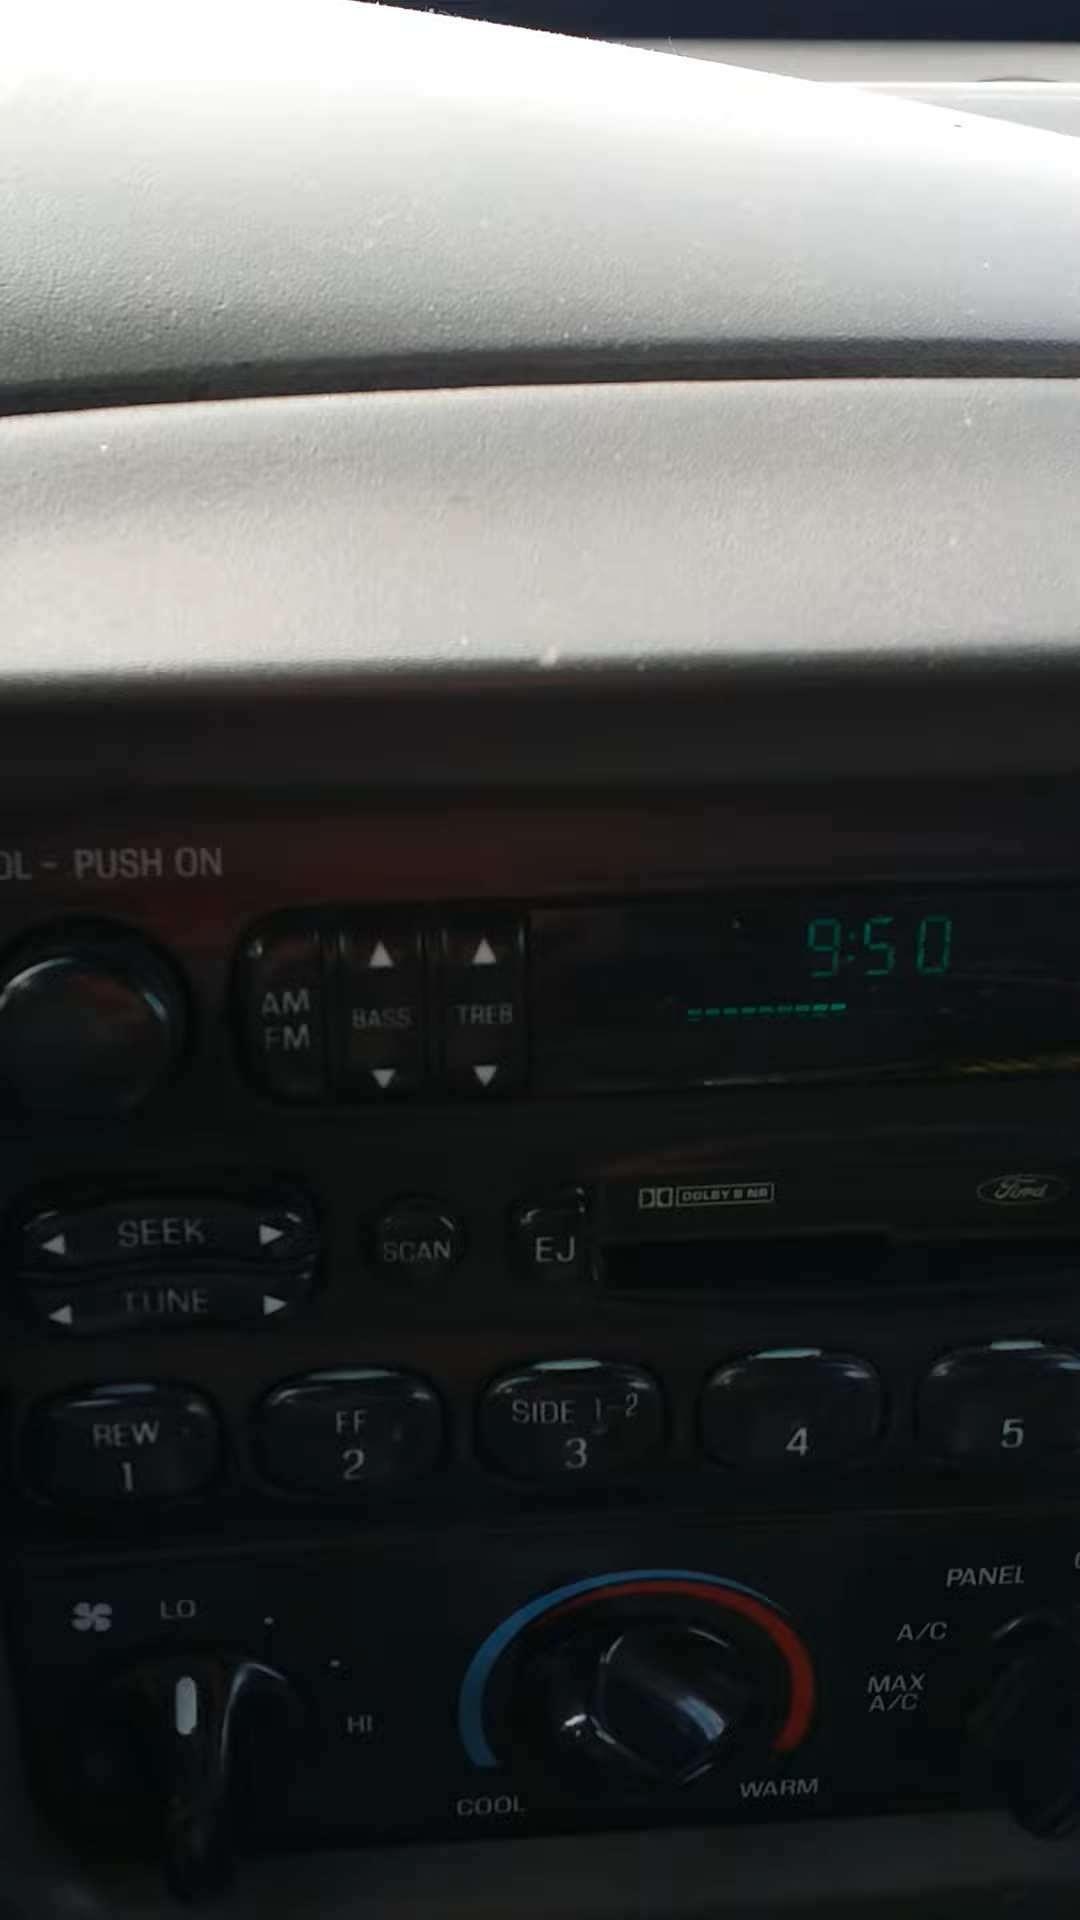 OL - PUSH ON
9:50
AM
FM
BASS
TREB
DOLBY B NR
Ford
SEEK
SCAN
EJ
TUNE
REW
1
FF
2
SIDE 1-2
3
4
5
LO
HI
COOL
WARM
PANEL
A/C
MAX
A/C